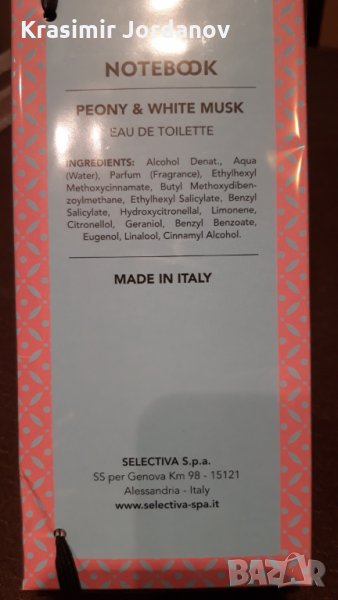 Krasimir Jordanov
NOTEBOOK
PEONY & WHITE MUSK
EAU DE TOILETTE
INGREDIENTS: Alcohol Denat., Aqua
(Water), Parfum (Fragrance), Ethylhexyl
Methoxycinnamate, Butyl Methoxydiben-
zoylmethane, Ethylhexyl Salicylate, Benzyl
Salicylate, Hydroxycitronellal, Limonene,
Citronellol, Geraniol, Benzyl Benzoate,
Eugenol, Linalool, Cinnamyl Alcohol.
MADE IN ITALY
SELECTIVA S.p.a.
SS per Genova Km 98 - 15121
Alessandria - Italy
www.selectiva-spa.it
BAZAR